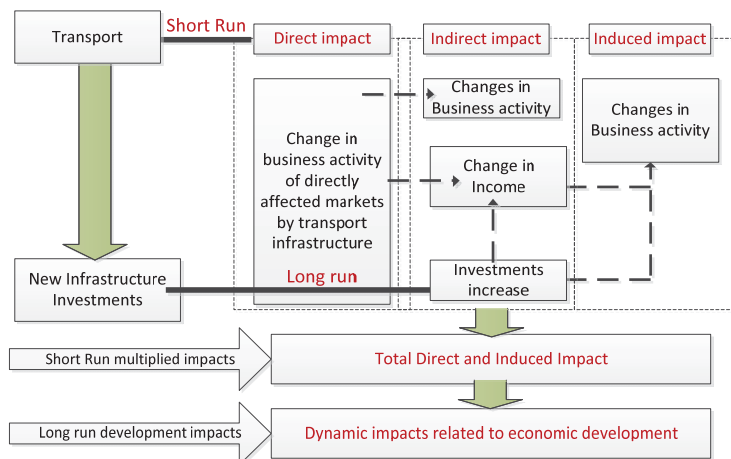 Transport
Short Run
Direct impact
Indirect impact
Induced impact
Changes in
Business activity
Changes in
Business activity
Change in
business activity
of directly
affected markets
by transport
infrastructure
Change in
Income
New Infrastructure
Investments
Long run
Investments
increase
Short Run multiplied impacts
Total Direct and Induced Impact
Long run development impacts
Dynamic impacts related to economic development